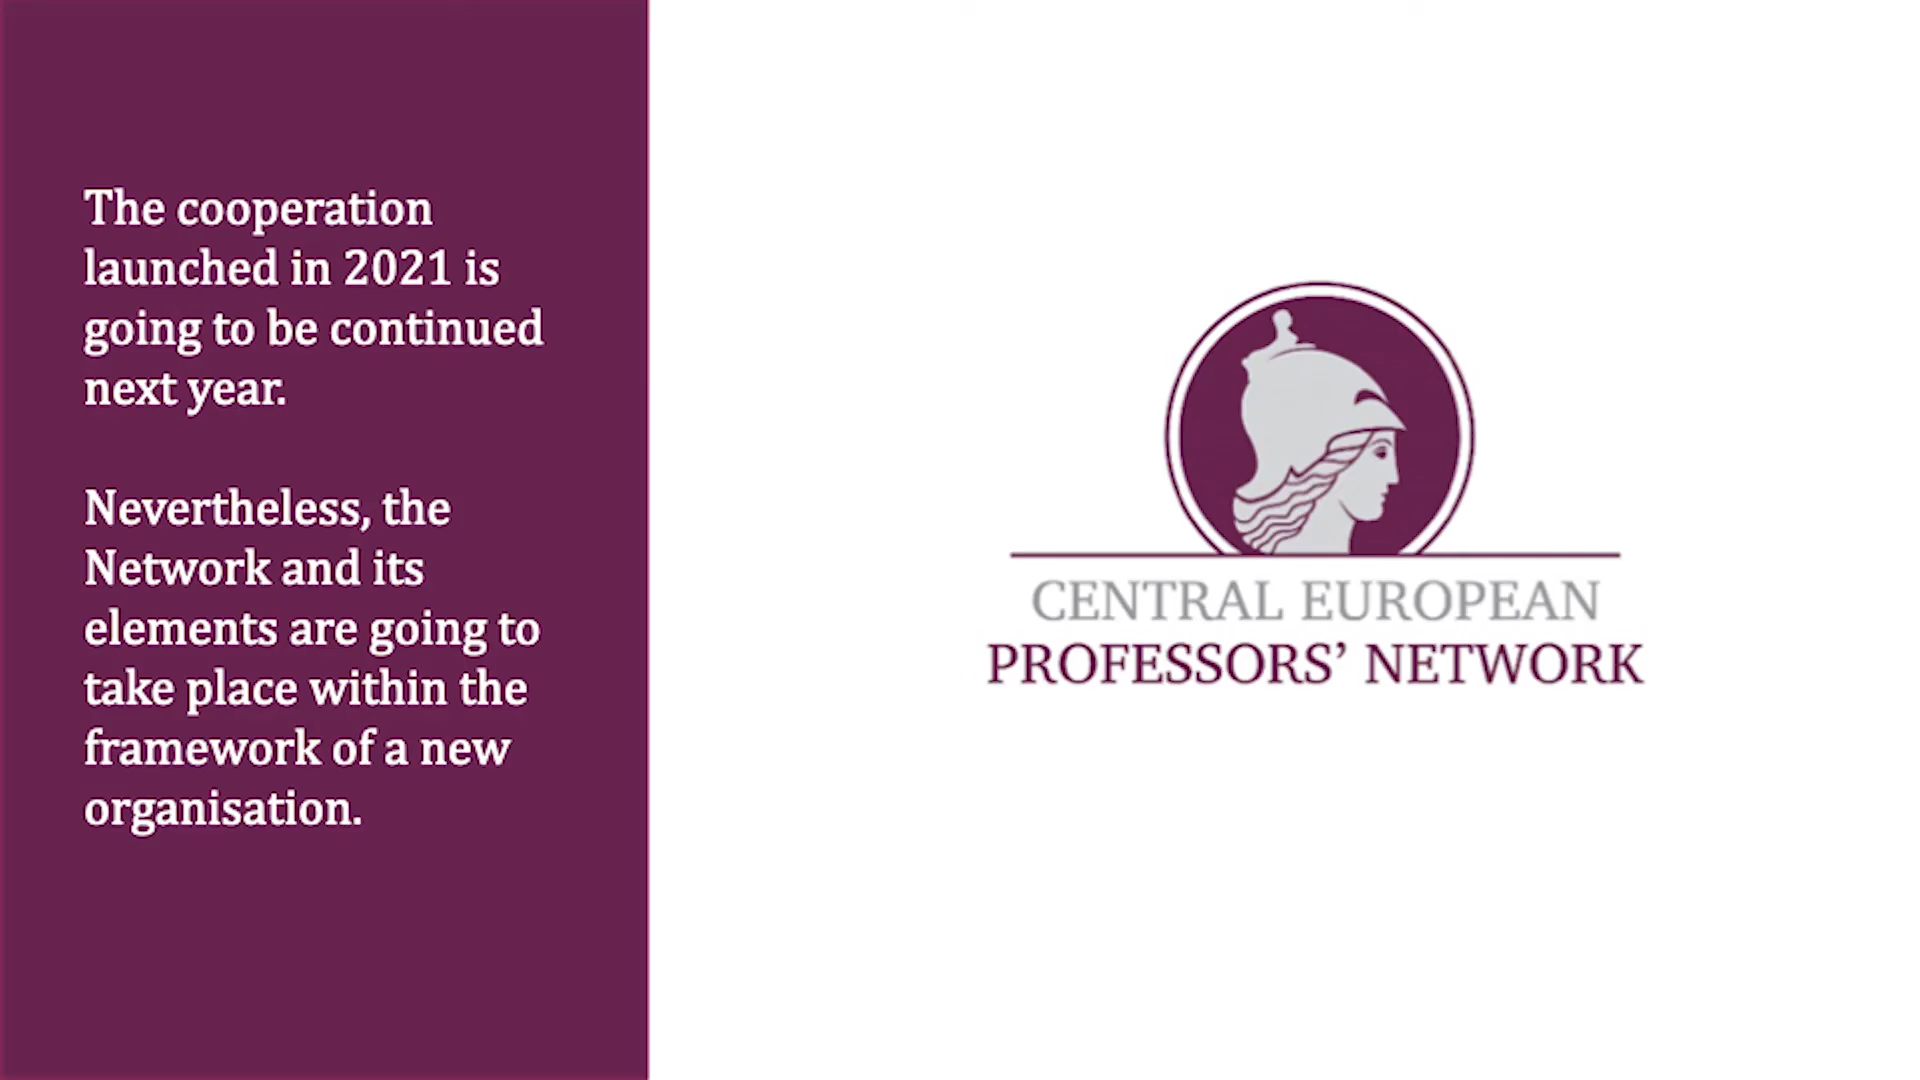 The cooperation
launched in 2021 is
going to be continued
next year.
Nevertheless, the
Network and its
elements are going to
take place within the
framework of a new
organisation.
CENTRAL EUROPEAN
PROFESSORS’ NETWORK